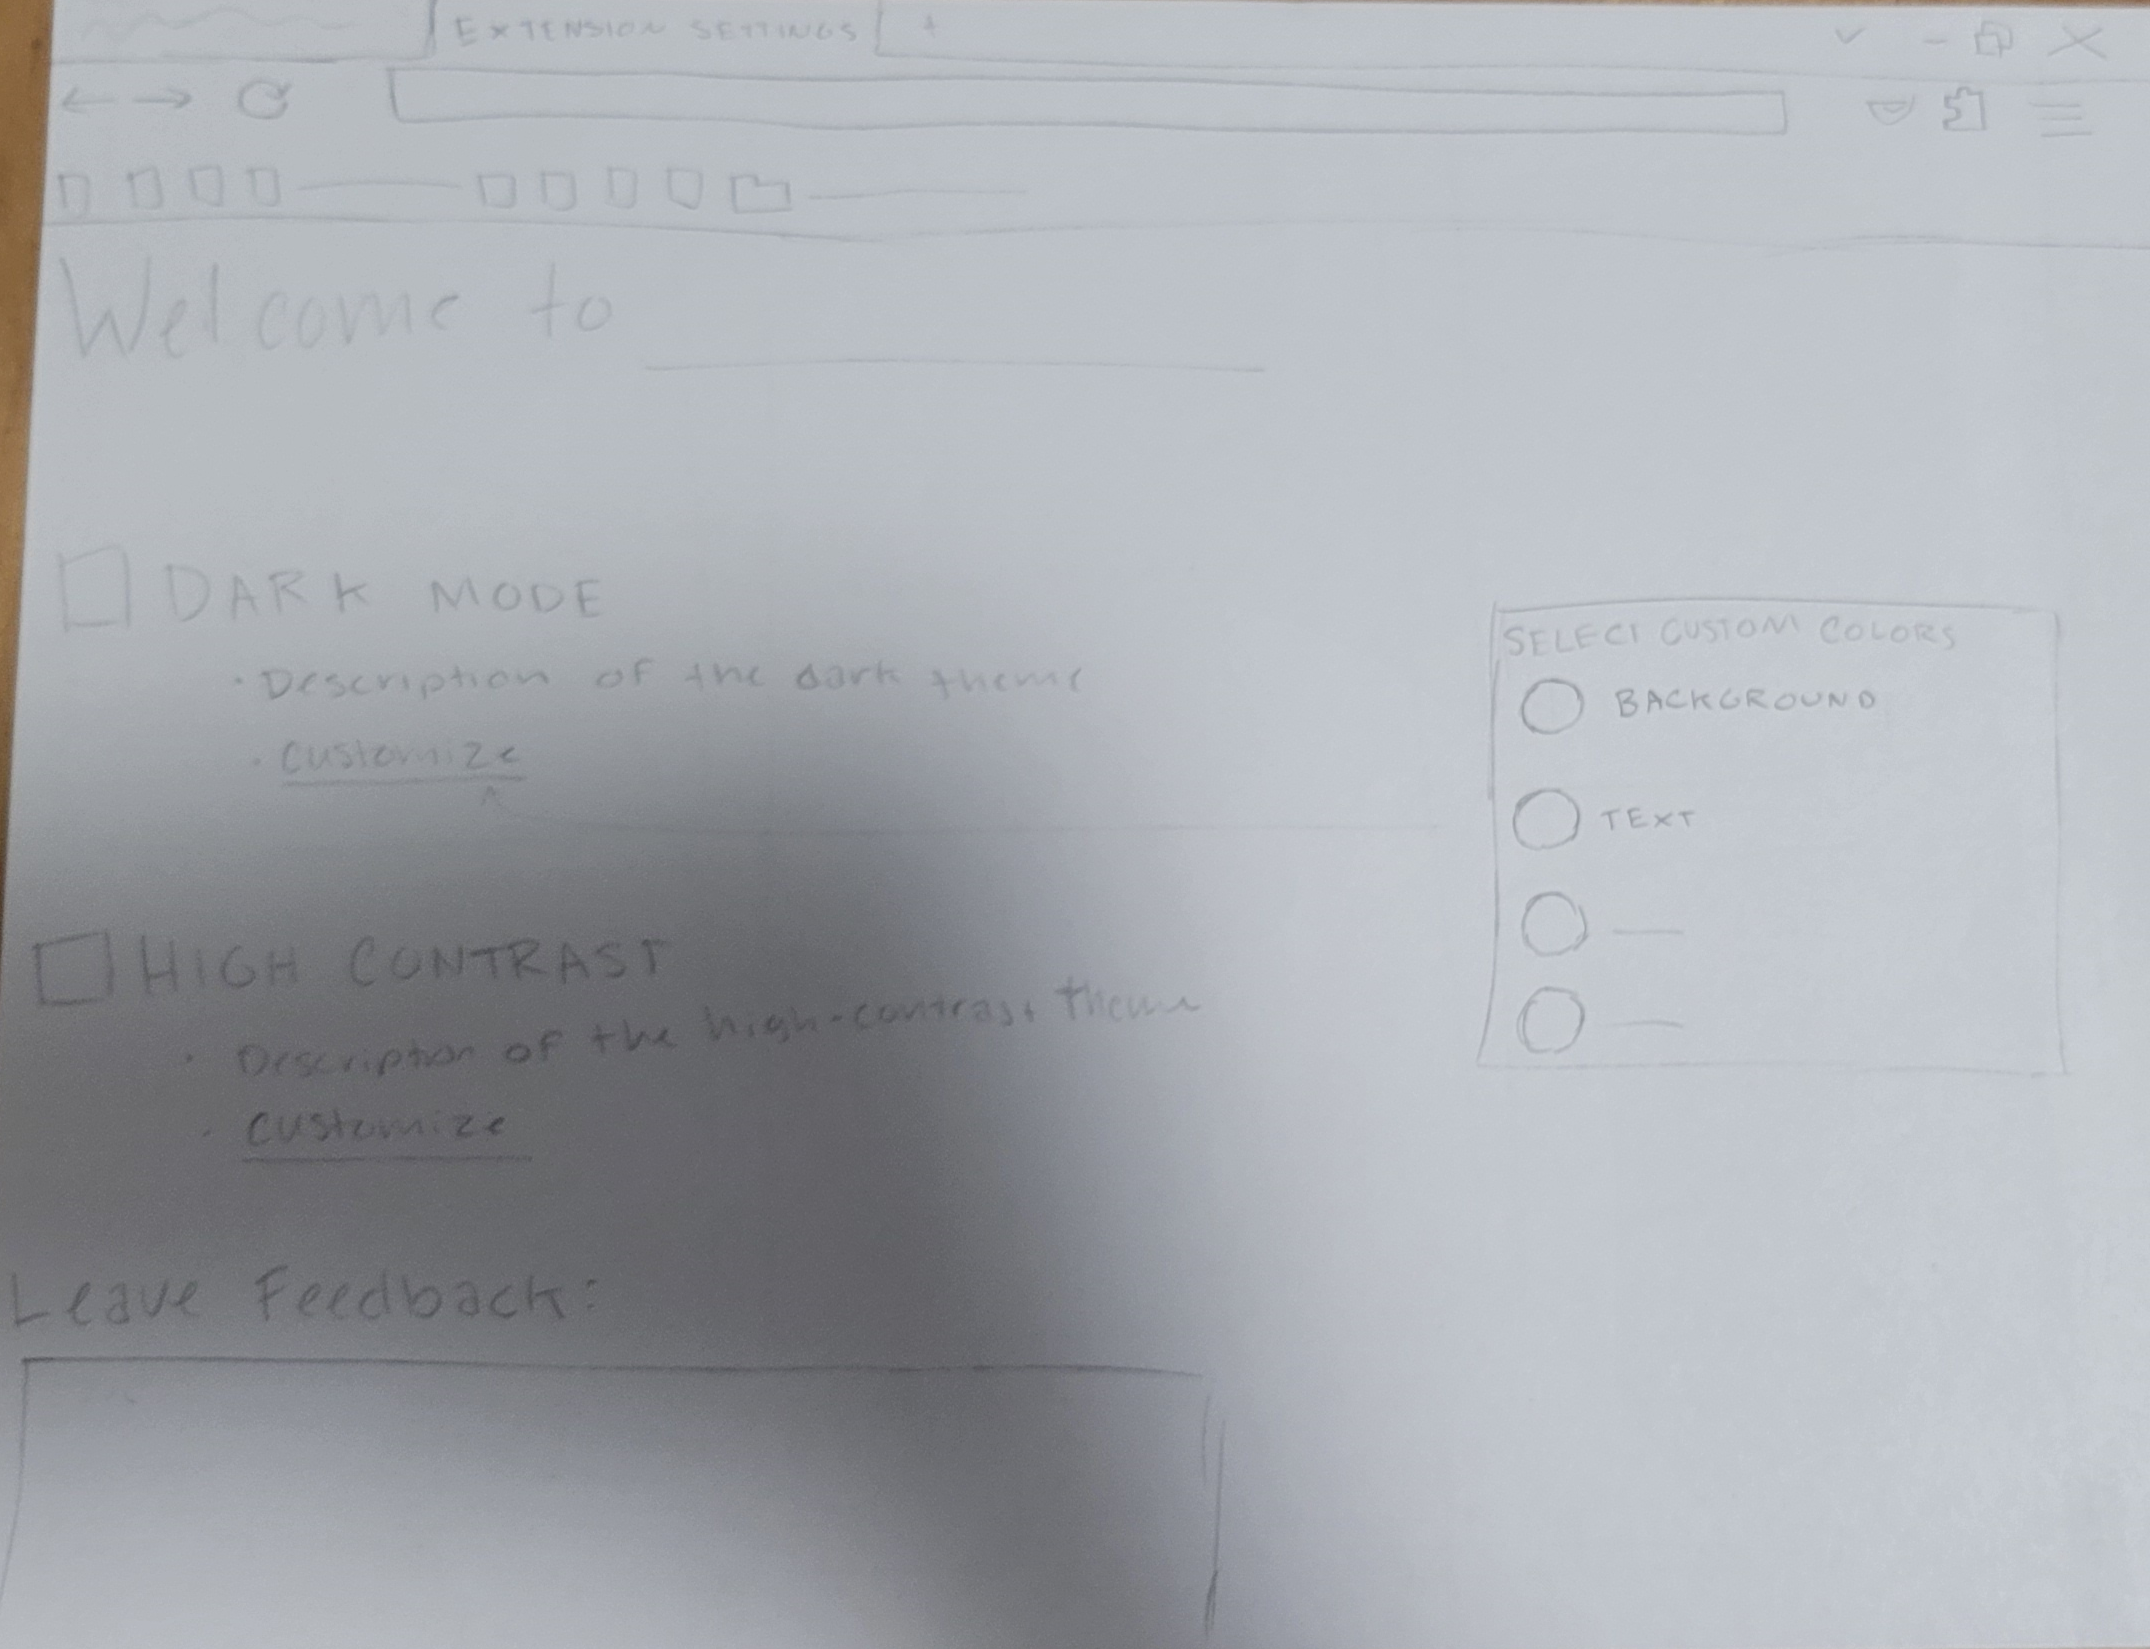 EXTENSION SETTINGS +
Welcome to
DARK MODE
· Description of the dark theme
· customize
SELECT CUSTOM COLORS
BACKGROUND
TEXT
HIGH CONTRAST
· Description of the high-contrast theme
· customize
Leave Feedback: